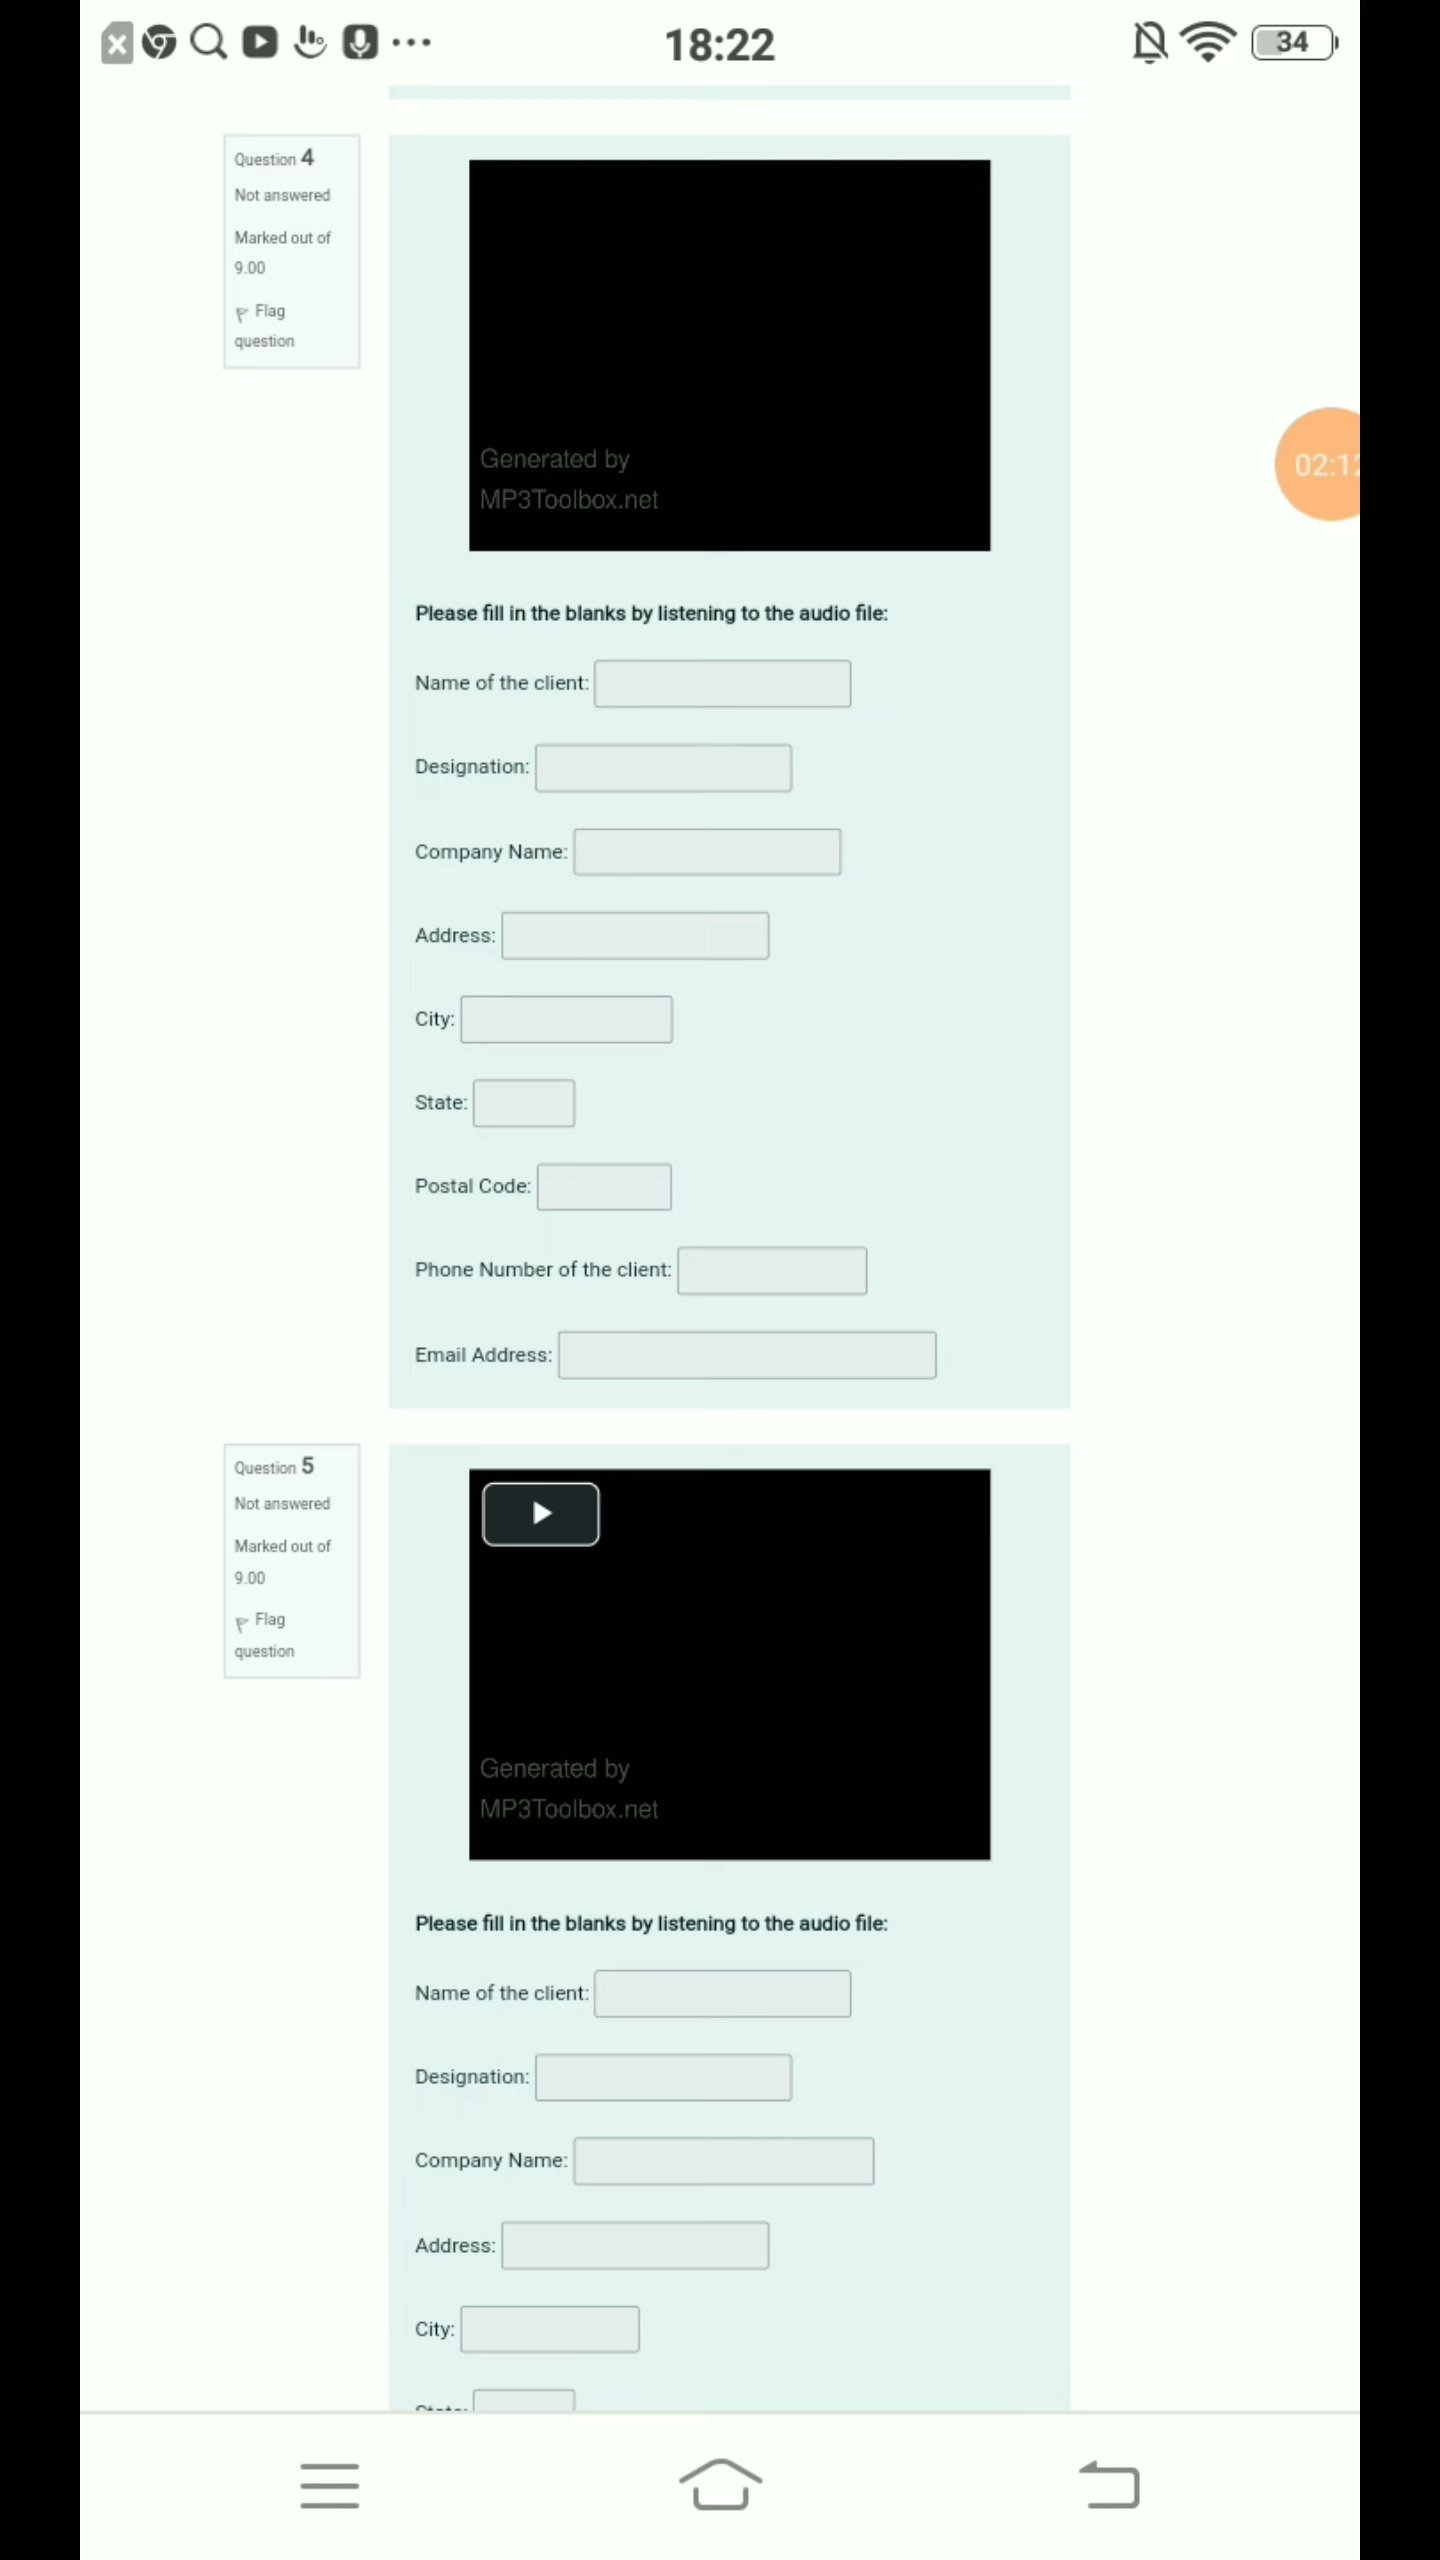 18:22
34
Question 4
Not answered
Marked out of
9.00
Flag
question
Generated by
MP3Toolbox.net
02:12
Please fill in the blanks by listening to the audio file:
Name of the client:
Designation:
Company Name:
Address:
City:
State:
Postal Code:
Phone Number of the client:
Email Address:
Question 5
Not answered
Marked out of
9.00
Flag
question
Generated by
MP3Toolbox.net
Please fill in the blanks by listening to the audio file:
Name of the client:
Designation:
Company Name:
Address:
City:
State: